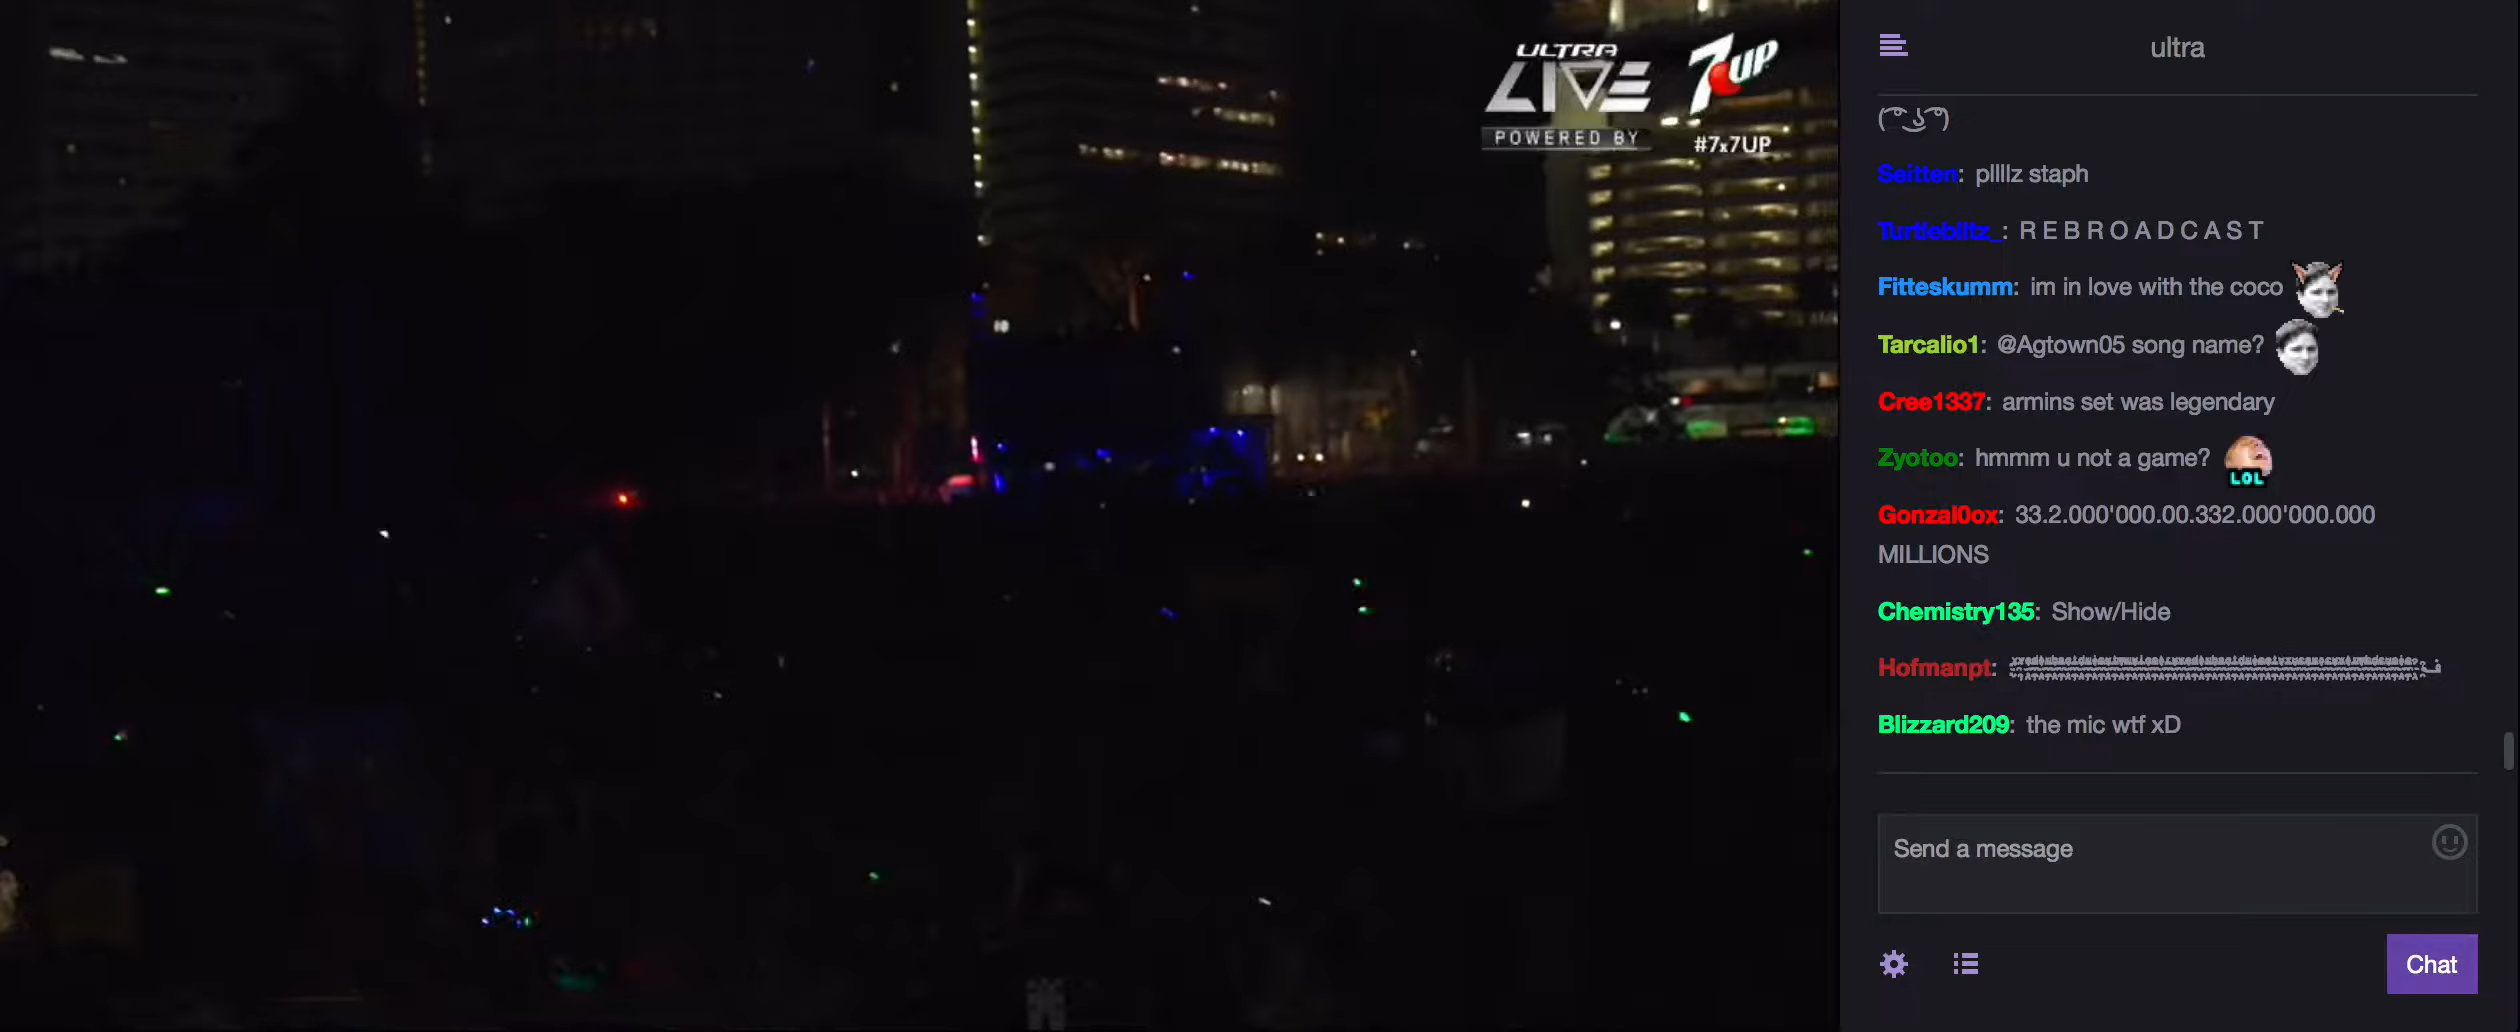 ULTRA
LIVE
POWERED BY
7UP
#7x7UP
ultra
( ͡° ͜ʖ ͡°)
Seitten: pllllz staph
Turtleblitz_: R E B R O A D C A S T
Fitteskumm: im in love with the coco
Tarcalio1: @Agtown05 song name?
Cree1337: armins set was legendary
Zyotoo: hmmm u not a game?
LOL
Gonzal0ox: 33.2.000'000.00.332.000'000.000
MILLIONS
Chemistry135: Show/Hide
Hofmanpt:
Blizzard209: the mic wtf xD
Send a message
Chat